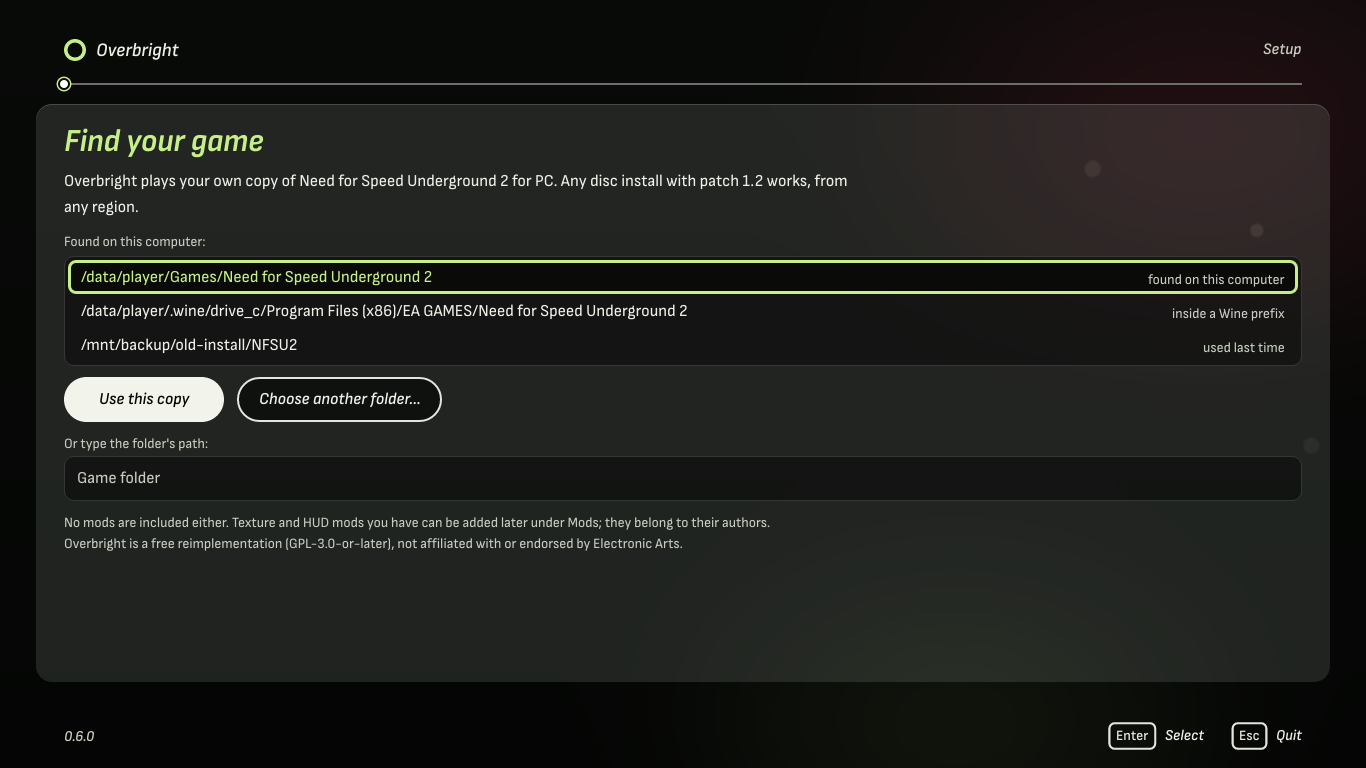 Overbright
Setup
Find your game
Overbright plays your own copy of Need for Speed Underground 2 for PC. Any disc install with patch 1.2 works, from
any region.
Found on this computer:
/data/player/Games/Need for Speed Underground 2
found on this computer
/data/player/.wine/drive_c/Program Files (x86)/EA GAMES/Need for Speed Underground 2
inside a Wine prefix
/mnt/backup/old-install/NFSU2
used last time
Use this copy
Choose another folder...
Or type the folder's path:
Game folder
No mods are included either. Texture and HUD mods you have can be added later under Mods; they belong to their authors.
Overbright is a free reimplementation (GPL-3.0-or-later), not affiliated with or endorsed by Electronic Arts.
0.6.0
Enter Select
Esc Quit